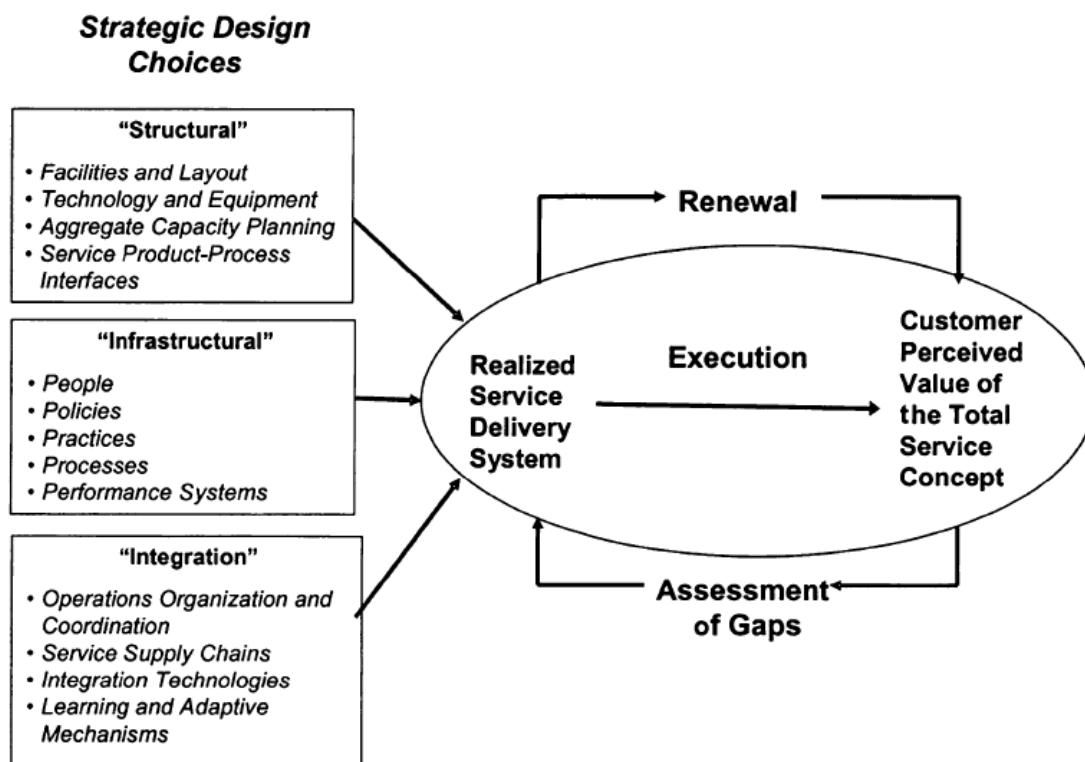 Strategic Design
Choices
"Structural"
• Facilities and Layout
• Technology and Equipment
• Aggregate Capacity Planning
• Service Product-Process
Interfaces
"Infrastructural"
• People
• Policies
• Practices
• Processes
• Performance Systems
"Integration"
• Operations Organization and
Coordination
• Service Supply Chains
• Integration Technologies
• Learning and Adaptive
Mechanisms
Renewal
Realized
Service
Delivery
System
Execution
Customer
Perceived
Value of
the Total
Service
Concept
Assessment
of Gaps